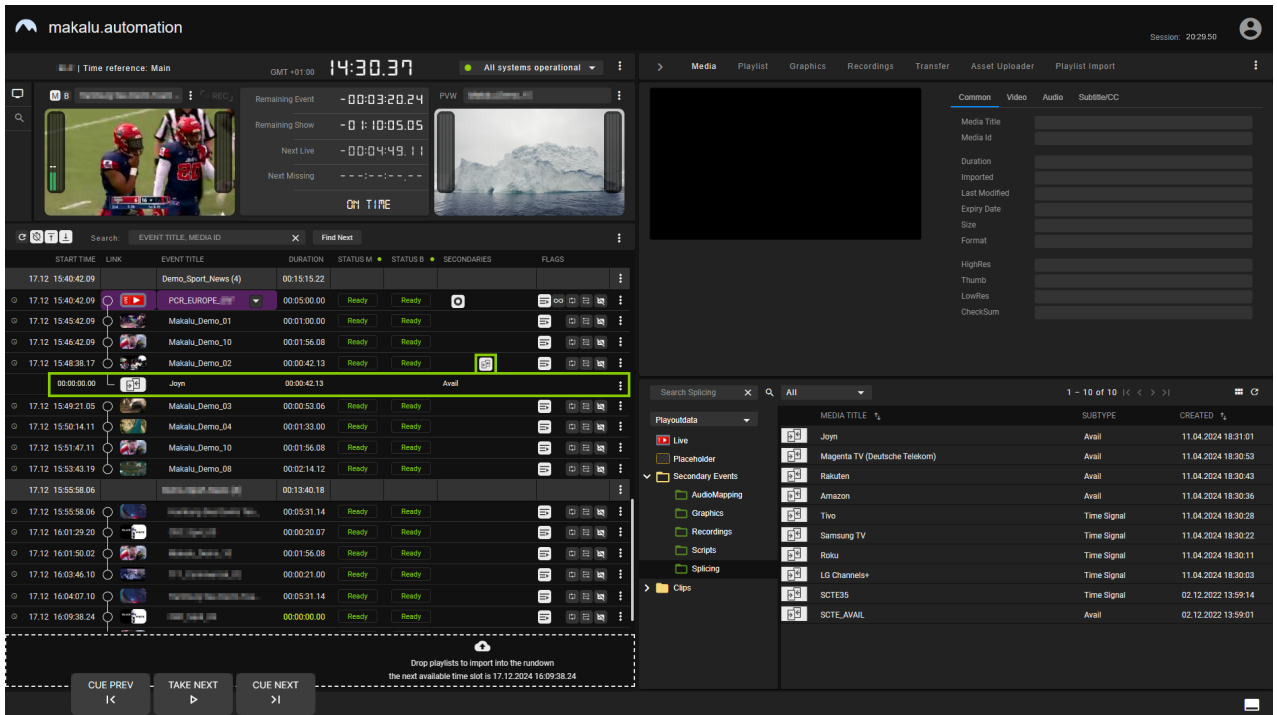 makalu.automation
Session: 20:29.50
| Time reference: Main
GMT +01:00
14:30.37
All systems operational
Media Playlist Graphics Recordings Transfer Asset Uploader Playlist Import
M B
REC
Remaining Event -00:03:20.24
Remaining Show -01:10:05.05
Next Live -00:04:49.11
Next Missing ---:--:--.--
ON TIME
PVW
Common Video Audio Subtitle/CC
Media Title
Media Id
Duration
Imported
Last Modified
Expiry Date
Size
Format
HighRes
Thumb
LowRes
CheckSum
Search: EVENT TITLE, MEDIA ID Find Next
START TIME LINK EVENT TITLE DURATION STATUS M STATUS B SECONDARIES FLAGS
17.12 15:40:42.09 Demo_Sport_News (4) 00:15:15.22
17.12 15:40:42.09 PCR_EUROPE_ 00:05:00.00 Ready Ready
17.12 15:45:42.09 Makalu_Demo_01 00:01:00.00 Ready Ready
17.12 15:46:42.09 Makalu_Demo_10 00:01:56.08 Ready Ready
17.12 15:48:38.17 Makalu_Demo_02 00:00:42.13 Ready Ready
00:00:00.00 Joyn 00:00:42.13 Avail
17.12 15:49:21.05 Makalu_Demo_03 00:00:53.06 Ready Ready
17.12 15:50:14.11 Makalu_Demo_04 00:01:33.00 Ready Ready
17.12 15:51:47.11 Makalu_Demo_10 00:01:56.08 Ready Ready
17.12 15:53:43.19 Makalu_Demo_08 00:02:14.12 Ready Ready
17.12 15:55:58.06 00:13:40.18
17.12 15:55:58.06 00:05:31.14 Ready Ready
17.12 16:01:29.20 00:00:20.07 Ready Ready
17.12 16:01:50.02 00:01:56.08 Ready Ready
17.12 16:03:46.10 00:00:21.00 Ready Ready
17.12 16:04:07.10 00:05:31.14 Ready Ready
17.12 16:09:38.24 00:00:00.00 Ready Ready
Drop playlists to import into the rundown
the next available time slot is 17.12.2024 16:09:38.24
CUE PREV
TAKE NEXT
CUE NEXT
Search Splicing
All
1 – 10 of 10
Playoutdata
Live
Placeholder
Secondary Events
AudioMapping
Graphics
Recordings
Scripts
Splicing
Clips
MEDIA TITLE SUBTYPE CREATED
Joyn Avail 11.04.2024 18:31:01
Magenta TV (Deutsche Telekom) Avail 11.04.2024 18:30:53
Rakuten Avail 11.04.2024 18:30:43
Amazon Avail 11.04.2024 18:30:36
Tivo Time Signal 11.04.2024 18:30:28
Samsung TV Time Signal 11.04.2024 18:30:22
Roku Time Signal 11.04.2024 18:30:11
LG Channels+ Time Signal 11.04.2024 18:30:03
SCTE35 Time Signal 02.12.2022 13:59:14
SCTE_AVAIL Avail 02.12.2022 13:59:01